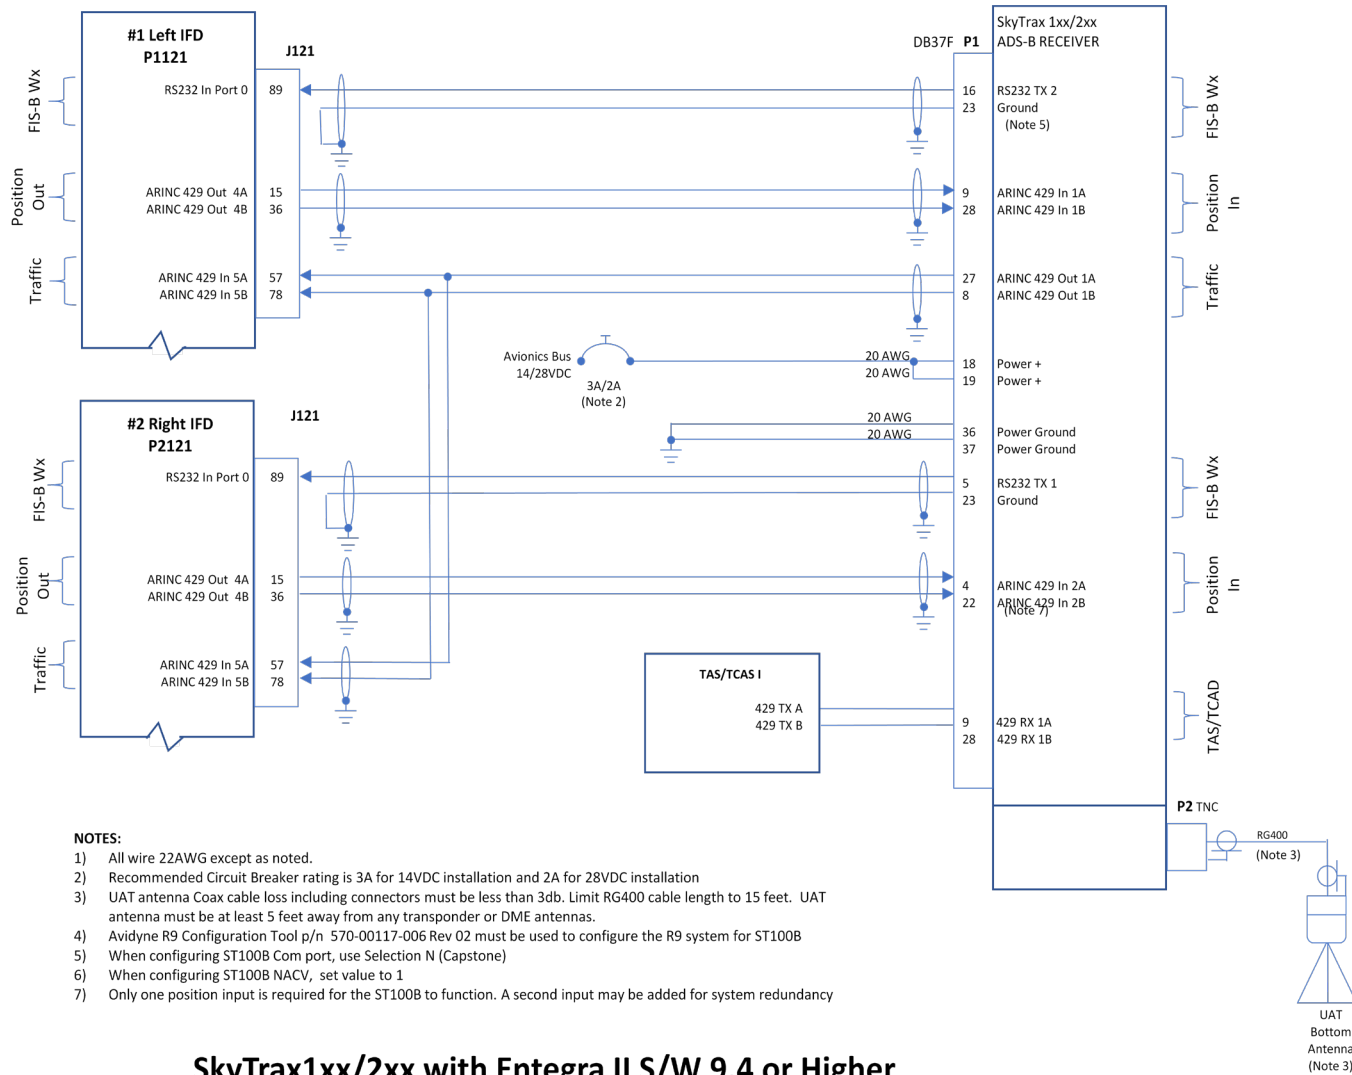 #1 Left IFD
P1121
J121
FIS-B Wx
RS232 In Port 0
89
Position
Out
ARINC 429 Out 4A
15
ARINC 429 Out 4B
36
Traffic
ARINC 429 In 5A
57
ARINC 429 In 5B
78
DB37F P1
SkyTrax 1xx/2xx
ADS-B RECEIVER
16 RS232 TX 2
23 Ground
(Note 5)
FIS-B Wx
9 ARINC 429 In 1A
28 ARINC 429 In 1B
Position
In
27 ARINC 429 Out 1A
8 ARINC 429 Out 1B
Traffic
Avionics Bus
14/28VDC
3A/2A
(Note 2)
20 AWG
20 AWG
18 Power +
19 Power +
20 AWG
20 AWG
36 Power Ground
37 Power Ground
#2 Right IFD
P2121
J121
FIS-B Wx
RS232 In Port 0
89
Position
Out
ARINC 429 Out 4A
15
ARINC 429 Out 4B
36
Traffic
ARINC 429 In 5A
57
ARINC 429 In 5B
78
5 RS232 TX 1
23 Ground
FIS-B Wx
4 ARINC 429 In 2A
22 ARINC 429 In 2B
(Note 7)
Position
In
TAS/TCAS I
429 TX A
429 TX B
9 429 RX 1A
28 429 RX 1B
TAS/TCAD
P2 TNC
RG400
(Note 3)
UAT
Bottom
Antenna
(Note 3)
NOTES:
1) All wire 22AWG except as noted.
2) Recommended Circuit Breaker rating is 3A for 14VDC installation and 2A for 28VDC installation
3) UAT antenna Coax cable loss including connectors must be less than 3db. Limit RG400 cable length to 15 feet. UAT
antenna must be at least 5 feet away from any transponder or DME antennas.
4) Avidyne R9 Configuration Tool p/n 570-00117-006 Rev 02 must be used to configure the R9 system for ST100B
5) When configuring ST100B Com port, use Selection N (Capstone)
6) When configuring ST100B NACV, set value to 1
7) Only one position input is required for the ST100B to function. A second input may be added for system redundancy
SkyTrax1xx/2xx with Entegra II S/W 9.4 or Higher